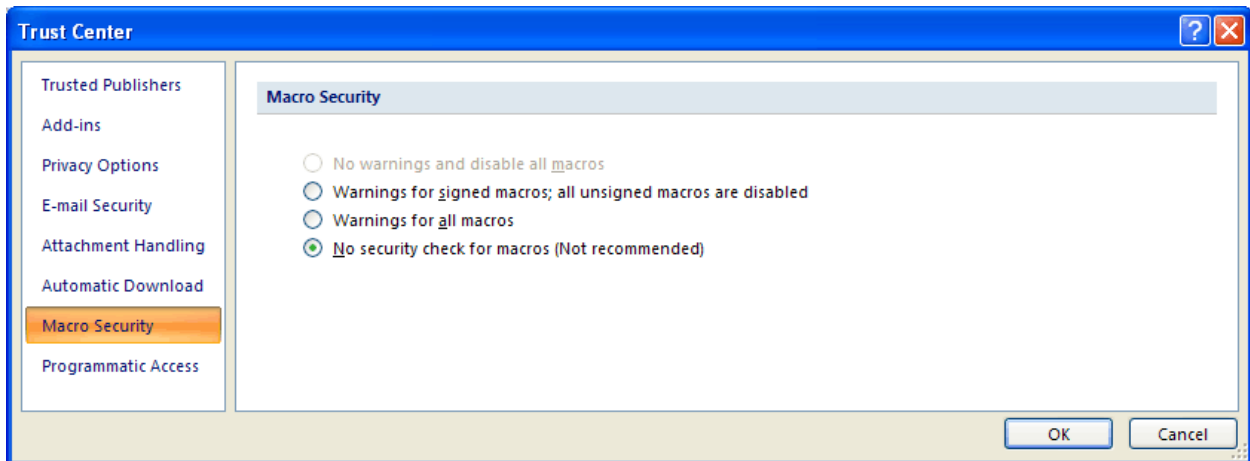 Trust Center
Trusted Publishers
Add-ins
Privacy Options
E-mail Security
Attachment Handling
Automatic Download
Macro Security
Programmatic Access
Macro Security
No warnings and disable all macros
Warnings for signed macros; all unsigned macros are disabled
Warnings for all macros
No security check for macros (Not recommended)
OK
Cancel